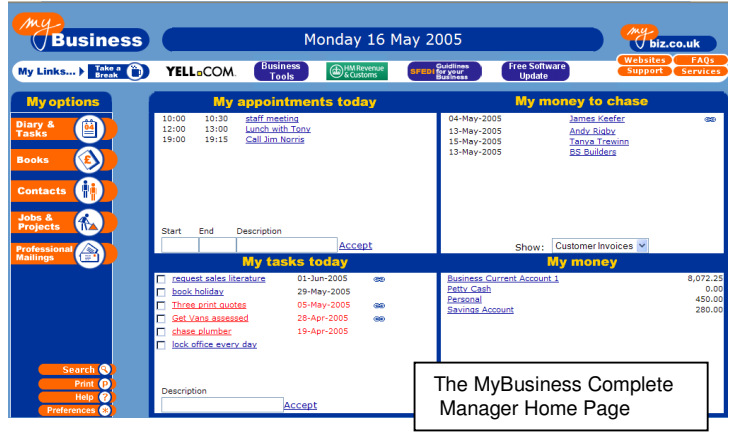 my
Business
Monday 16 May 2005
my
biz.co.uk
My Links...
Take a
Break
YELL.COM.
Business
Tools
HM Revenue
& Customs
SFEDI
Guidlines
for your
Business
Free Software
Update
Websites
FAQs
Support
Services
My options
Diary &
Tasks
04
Books
£
Contacts
Jobs &
Projects
Professional
Mailings
Search
Print P
Help ?
Preferences
My appointments today
10:00 10:30 staff meeting
12:00 13:00 Lunch with Tony
19:00 19:15 Call Jim Norris
Start End Description
Accept
My money to chase
04-May-2005 James Keefer
13-May-2005 Andy Rigby
15-May-2005 Tanya Trewinn
13-May-2005 BS Builders
Show: Customer Invoices
My tasks today
request sales literature 01-Jun-2005
book holiday 29-May-2005
Three print quotes 05-May-2005
Get Vans assessed 28-Apr-2005
chase plumber 19-Apr-2005
lock office every day
Description
Accept
My money
Business Current Account 1 8,072.25
Petty Cash 0.00
Personal 450.00
Savings Account 280.00
The MyBusiness Complete
Manager Home Page